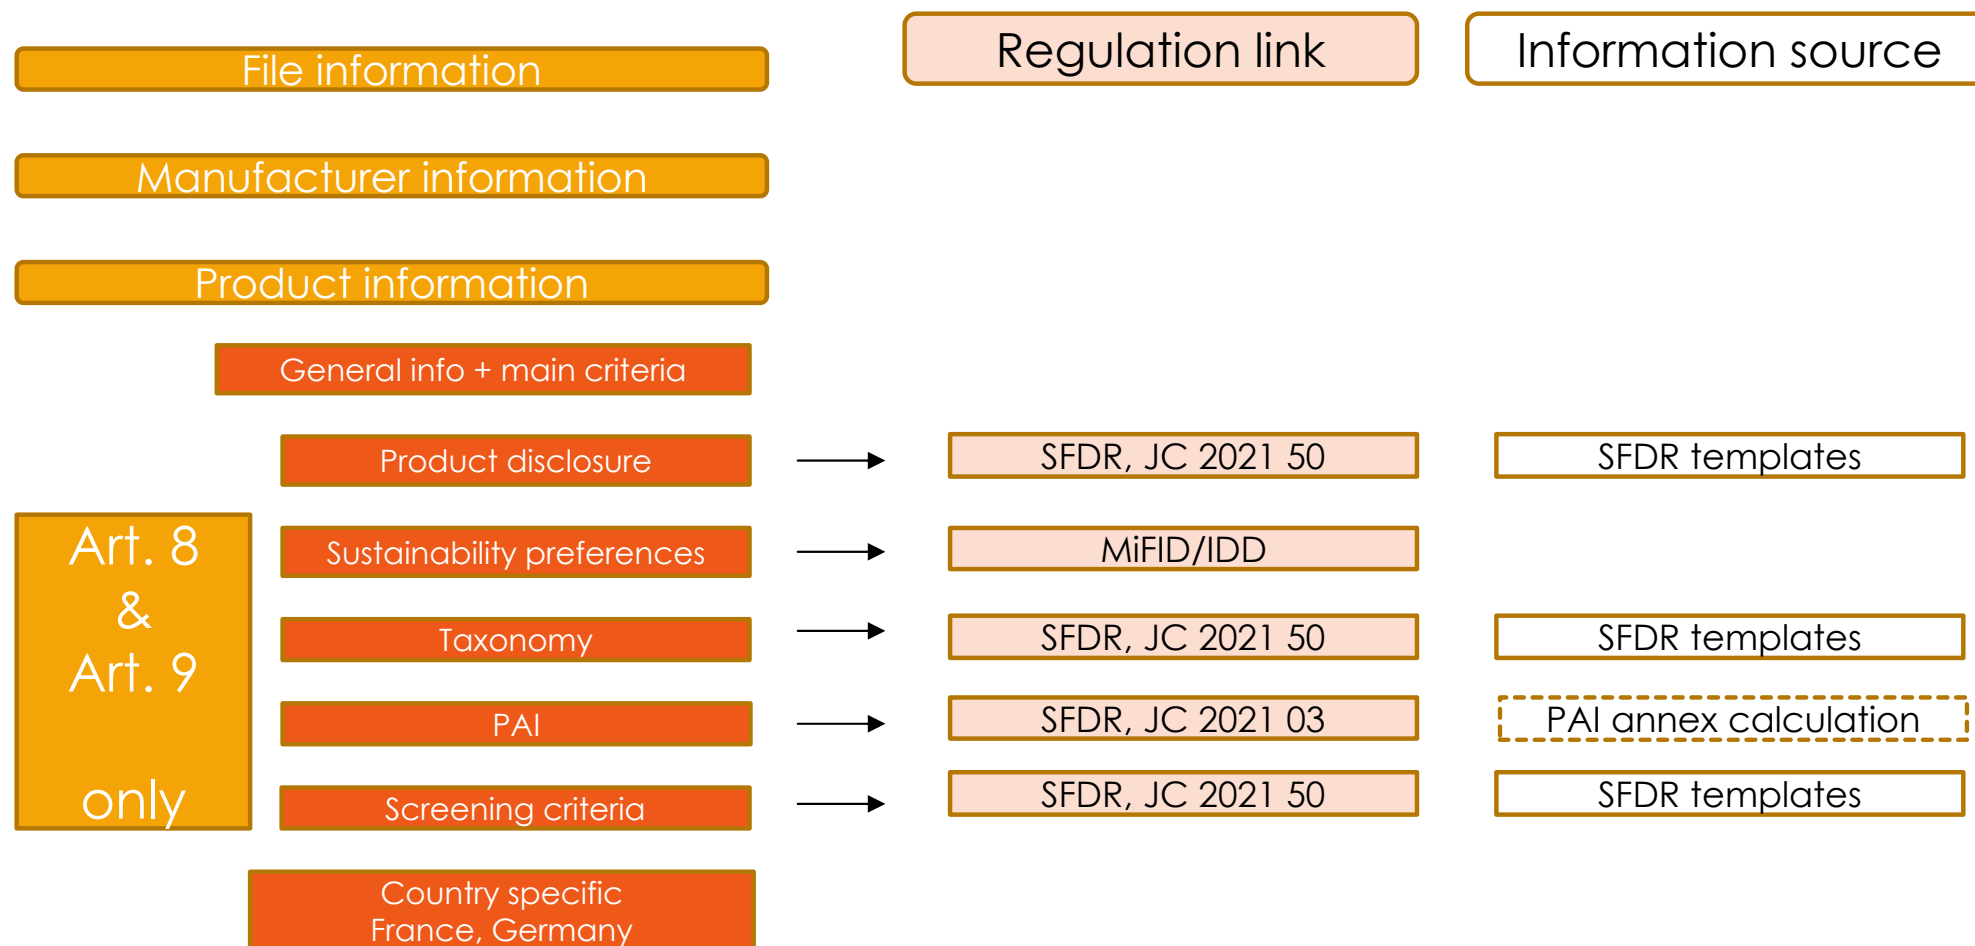 File information
Regulation link
Information source
Manufacturer information
Product information
General info + main criteria
Product disclosure
SFDR, JC 2021 50
SFDR templates
Art. 8
&
Art. 9
only
Sustainability preferences
MiFID/IDD
Taxonomy
SFDR, JC 2021 50
SFDR templates
PAI
SFDR, JC 2021 03
PAI annex calculation
Screening criteria
SFDR, JC 2021 50
SFDR templates
Country specific
France, Germany